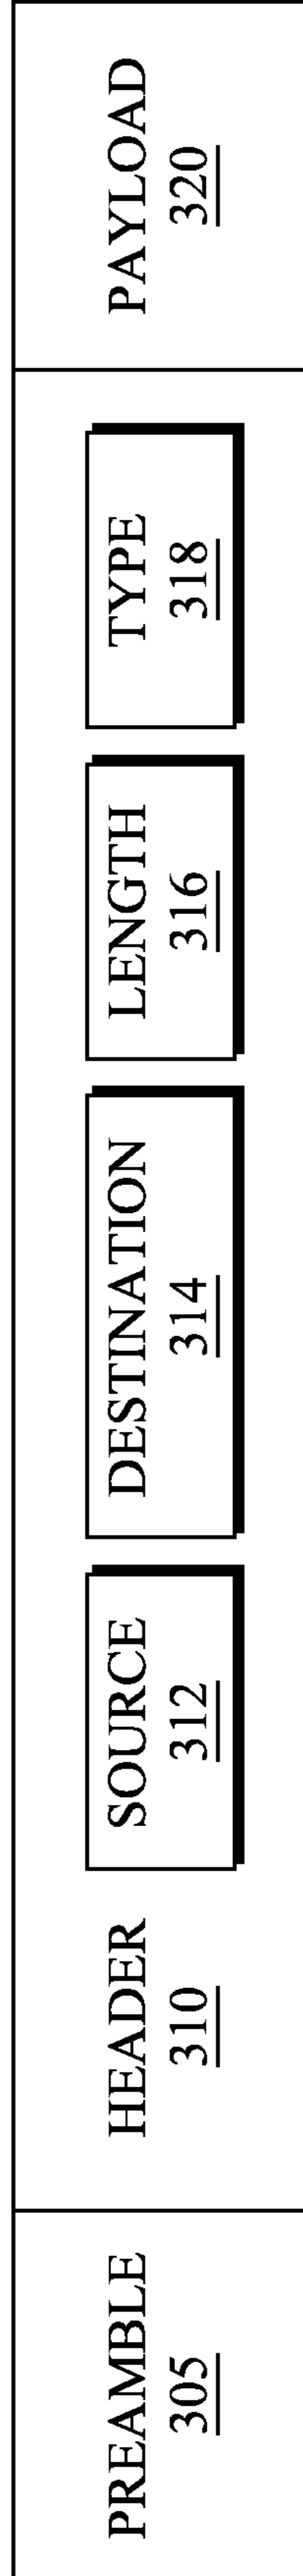 PREAMBLE
305
HEADER
310
SOURCE
312
DESTINATION
314
LENGTH
316
TYPE
318
PAYLOAD
320